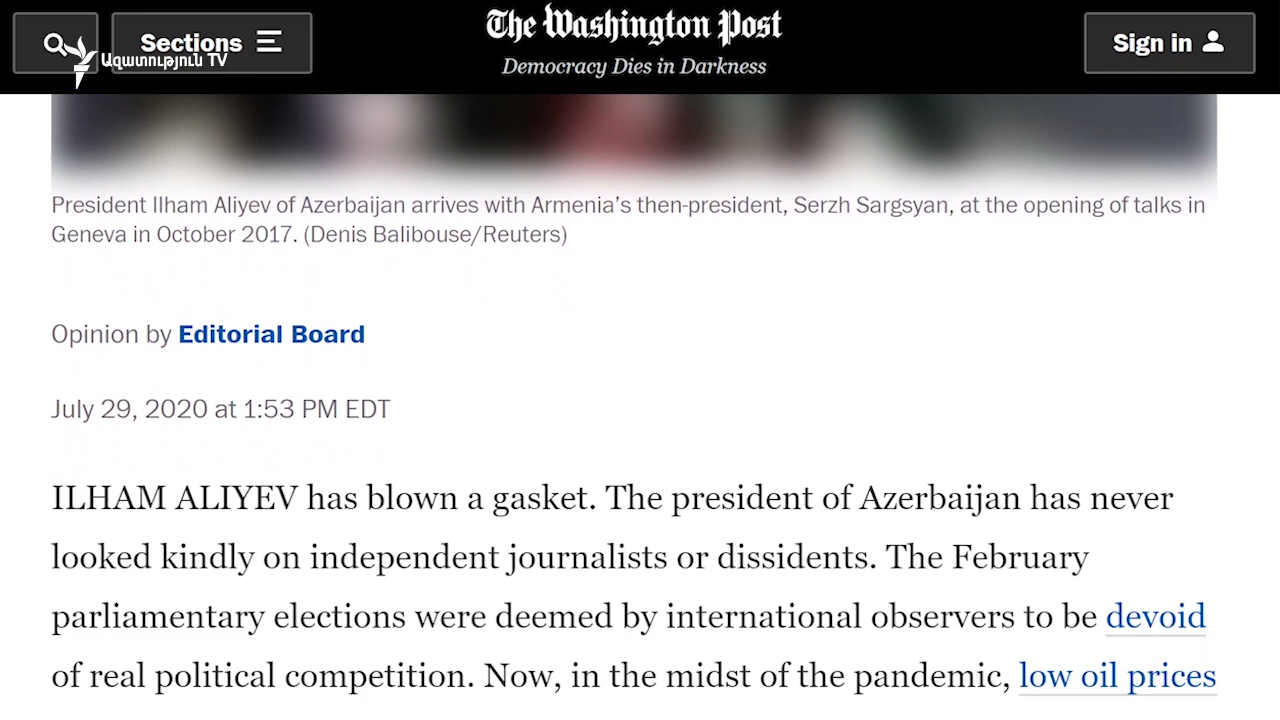 Sections
Ազատություն TV
The Washington Post
Democracy Dies in Darkness
Sign in
President Ilham Aliyev of Azerbaijan arrives with Armenia’s then-president, Serzh Sargsyan, at the opening of talks in
Geneva in October 2017. (Denis Balibouse/Reuters)
Opinion by Editorial Board
July 29, 2020 at 1:53 PM EDT
ILHAM ALIYEV has blown a gasket. The president of Azerbaijan has never
looked kindly on independent journalists or dissidents. The February
parliamentary elections were deemed by international observers to be devoid
of real political competition. Now, in the midst of the pandemic, low oil prices